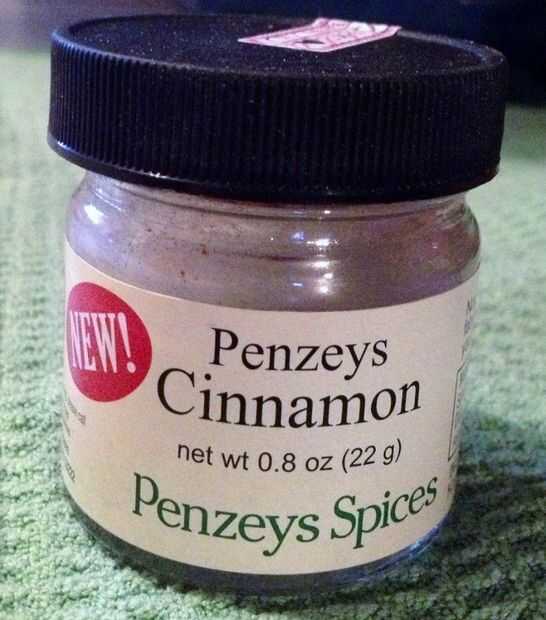 NEW!
Penzeys
Cinnamon
net wt 0.8 oz (22 g)
Penzeys Spices